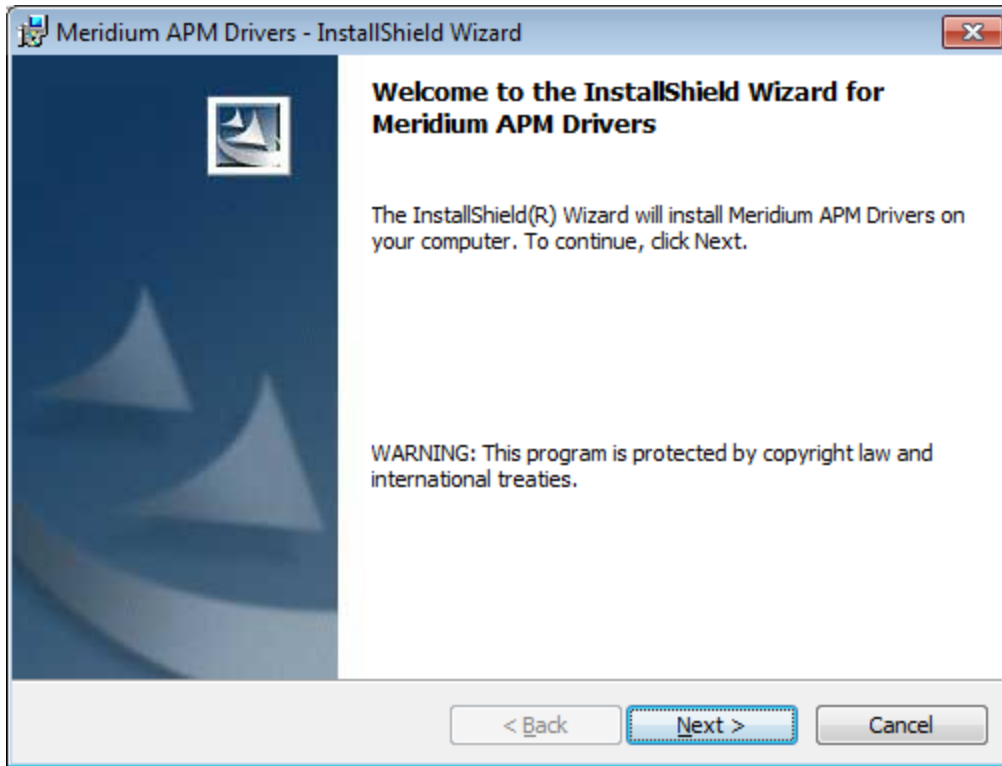 Meridium APM Drivers - InstallShield Wizard
Welcome to the InstallShield Wizard for
Meridium APM Drivers
The InstallShield(R) Wizard will install Meridium APM Drivers on
your computer. To continue, click Next.
WARNING: This program is protected by copyright law and
international treaties.
< Back Next > Cancel